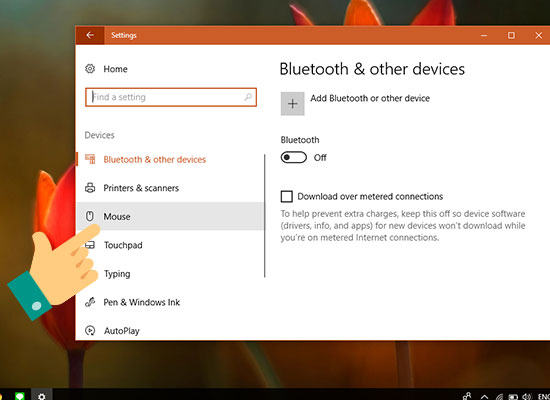 Settings
Home
Find a setting
Devices
Bluetooth & other devices
Printers & scanners
Mouse
Touchpad
Typing
Pen & Windows Ink
AutoPlay
Bluetooth & other devices
Add Bluetooth or other device
Bluetooth
Off
Download over metered connections
To help prevent extra charges, keep this off so device software
(drivers, info, and apps) for new devices won't download while
you're on metered Internet connections.
ENG